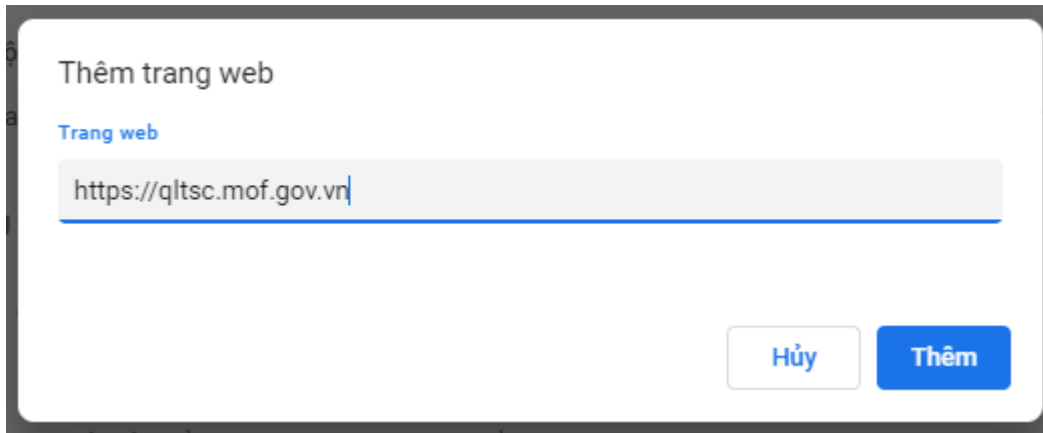 Thêm trang web
Trang web
https://qltsc.mof.gov.vn
Hủy
Thêm